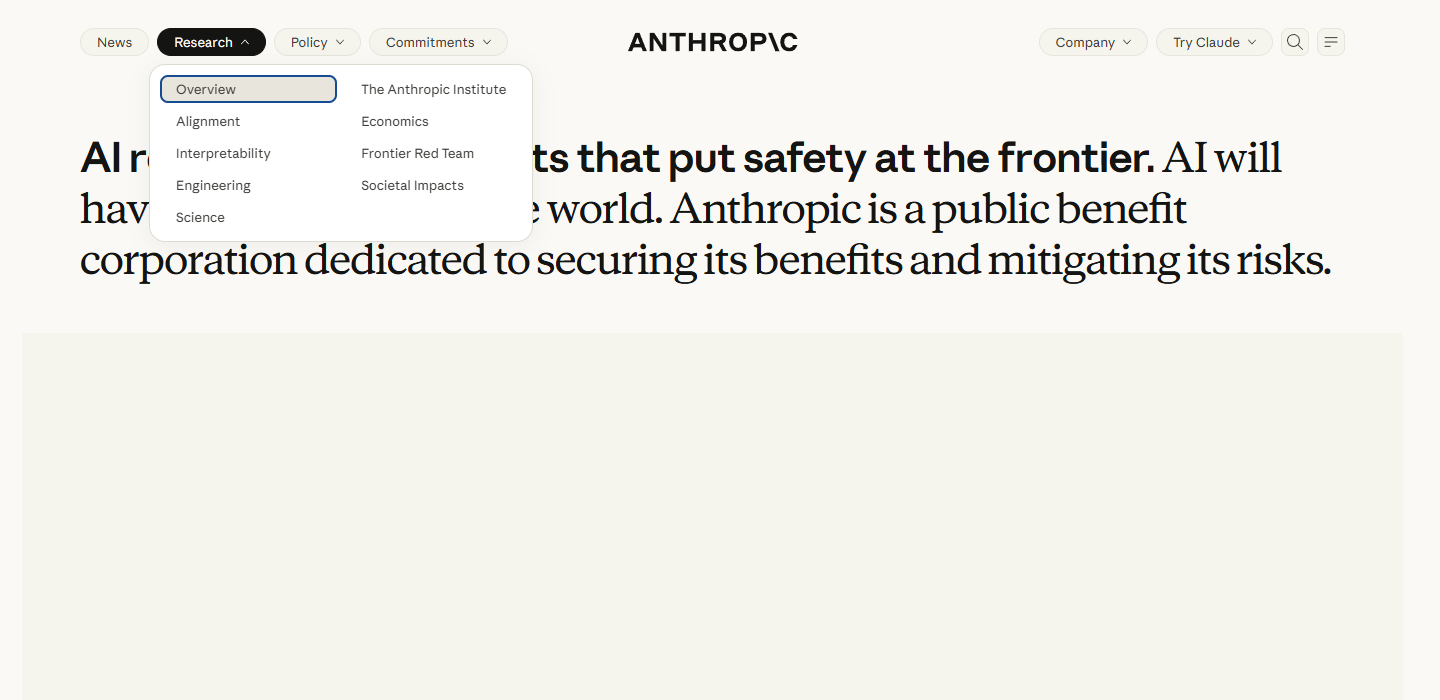 News
Research
Policy
Commitments
ANTHROP\C
Company
Try Claude
Overview
Alignment
Interpretability
Engineering
Science
The Anthropic Institute
Economics
Frontier Red Team
Societal Impacts
AI that put safety at the frontier. AI will
world. Anthropic is a public benefit
corporation dedicated to securing its benefits and mitigating its risks.